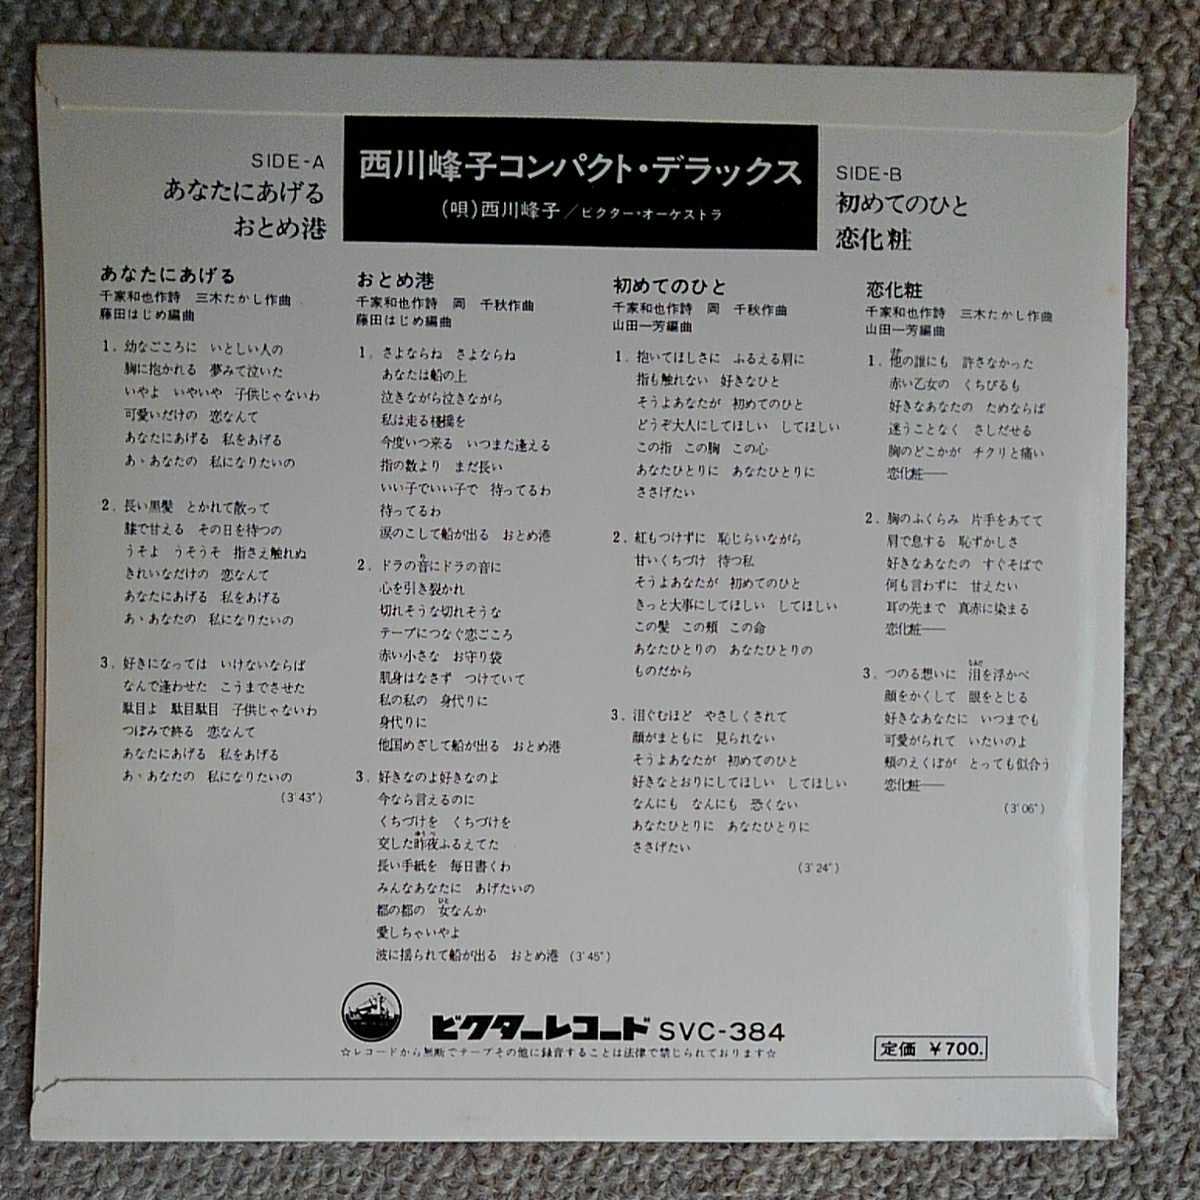 SIDE-A
あなたにあげる
おとめ港
西川峰子コンパクト・デラックス
(唄)西川峰子/ビクター・オーケストラ
SIDE-B
初めてのひと
恋化粧
あなたにあげる
千家和也作詩 三木たかし作曲
藤田はじめ編曲
1. 幼なごころに いとしい人の
胸に抱かれる 夢みて泣いた
いやよ いやいや 子供じゃないわ
可愛いだけの 恋なんて
あなたにあげる 私をあげる
あゝあなたの 私になりたいの
2. 長い黒髪 とかれて散って
膝で甘える その日を待つの
うそよ うそうそ 指さえ触れぬ
きれいなだけの 恋なんて
あなたにあげる 私をあげる
あゝあなたの 私になりたいの
3. 好きになっては いけないならば
なんで逢わせた こうまでさせた
駄目よ 駄目駄目 子供じゃないわ
つぼみで終る 恋なんて
あなたにあげる 私をあげる
あゝあなたの 私になりたいの
(3'43")
おとめ港
千家和也作詩 岡 千秋作曲
藤田はじめ編曲
1. さよならね さよならね
あなたは船の上
泣きながら泣きながら
私は走る桟橋を
今度いつ来る いつまた逢える
指の数より まだ長い
いい子でいい子で 待ってるわ
待ってるわ
涙のこして船が出る おとめ港
2. ドラの音にドラの音に
心を引き裂かれ
切れそうな切れそうな
テープにつなぐ恋ごころ
赤い小さな お守り袋
肌身はなさず つけていて
私の私の 身代りに
身代りに
他国めざして船が出る おとめ港
3. 好きなのよ好きなのよ
今なら言えるのに
くちづけを くちづけを
交した昨夜ふるえてた
長い手紙を 毎日書くわ
みんなあなたに あげたいの
都の都の 女なんか
愛しちゃいやよ
波に揺られて船が出る おとめ港 (3'45")
初めてのひと
千家和也作詩 岡 千秋作曲
山田一芳編曲
1. 抱いてほしさに ふるえる肩に
指も触れない 好きなひと
そうよあなたが 初めてのひと
どうぞ大人にしてほしい してほしい
この指 この胸 この心
あなたひとりに あなたひとりに
ささげたい
2. 紅もつけずに 恥じらいながら
甘いくちづけ 待つ私
そうよあなたが 初めてのひと
きっと大事にしてほしい してほしい
この髪 この頬 この命
あなたひとりの あなたひとりの
ものだから
3. 泪ぐむほど やさしくされて
顔がまともに 見られない
そうよあなたが 初めてのひと
好きなとおりにしてほしい してほしい
なんにも なんにも 恐くない
あなたひとりに あなたひとりに
ささげたい
(3'24")
恋化粧
千家和也作詩 三木たかし作曲
山田一芳編曲
1. 他の誰にも 許さなかった
赤い乙女の くちびるも
好きなあなたの ためならば
迷うことなく さしだせる
胸のどこかが チクリと痛い
恋化粧──
2. 胸のふくらみ 片手をあてて
肩で息する 恥ずかしさ
好きなあなたの すぐそばで
何も言わずに 甘えたい
耳の先まで 真赤に染まる
恋化粧──
3. つのる想いに 泪を浮かべ
顔をかくして 眼をとじる
好きなあなたに いつまでも
可愛がられて いたいのよ
頬のえくぼが とっても似合う
恋化粧──
(3'06")
ビクターレコード SVC-384
☆レコードから無断でテープその他に録音することは法律で禁じられております☆
定価 ¥700.